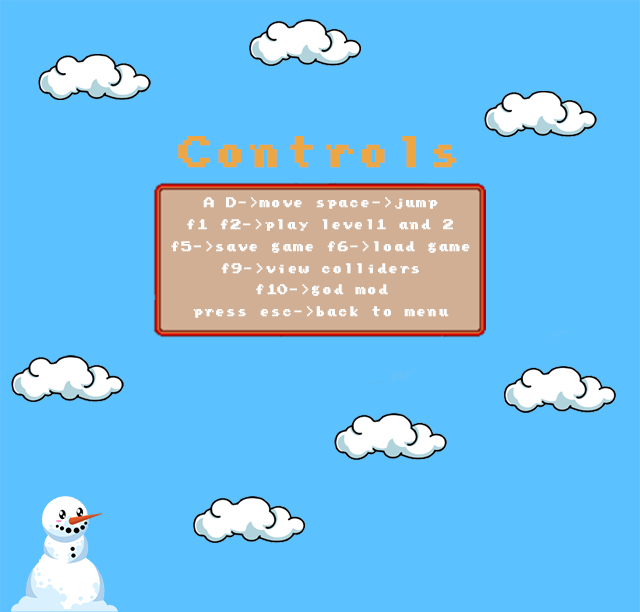 Controls
A D->move space->jump
f1 f2->play level1 and 2
f5->save game f6->load game
f9->view colliders
f10->god mod
press esc->back to menu